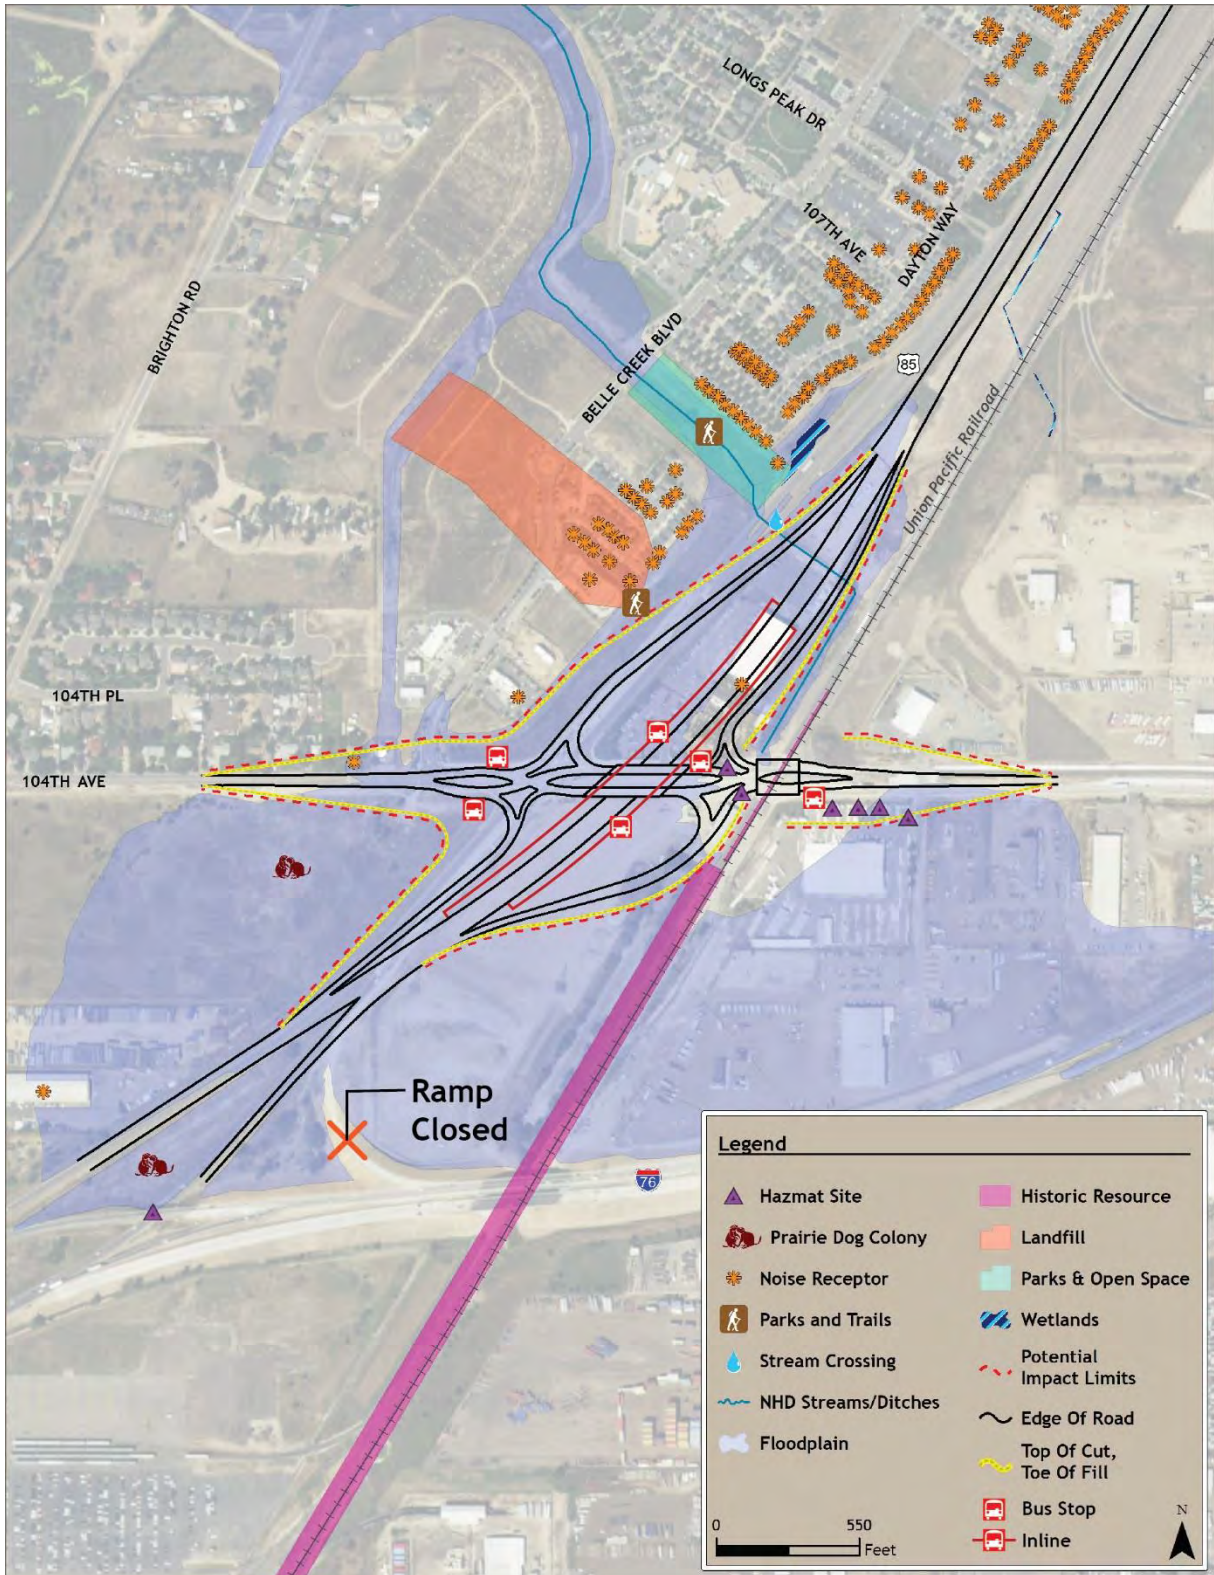 LONGS PEAK DR
107TH AVE
DAYTON WAY
BRIGHTON RD
BELLE CREEK BLVD
85
Union Pacific Railroad
104TH PL
104TH AVE
Ramp
Closed
76
Legend
Hazmat Site
Prairie Dog Colony
Noise Receptor
Parks and Trails
Stream Crossing
NHD Streams/Ditches
Floodplain
Historic Resource
Landfill
Parks & Open Space
Wetlands
Potential
Impact Limits
Edge Of Road
Top Of Cut,
Toe Of Fill
Bus Stop
Inline
0 550
Feet
N